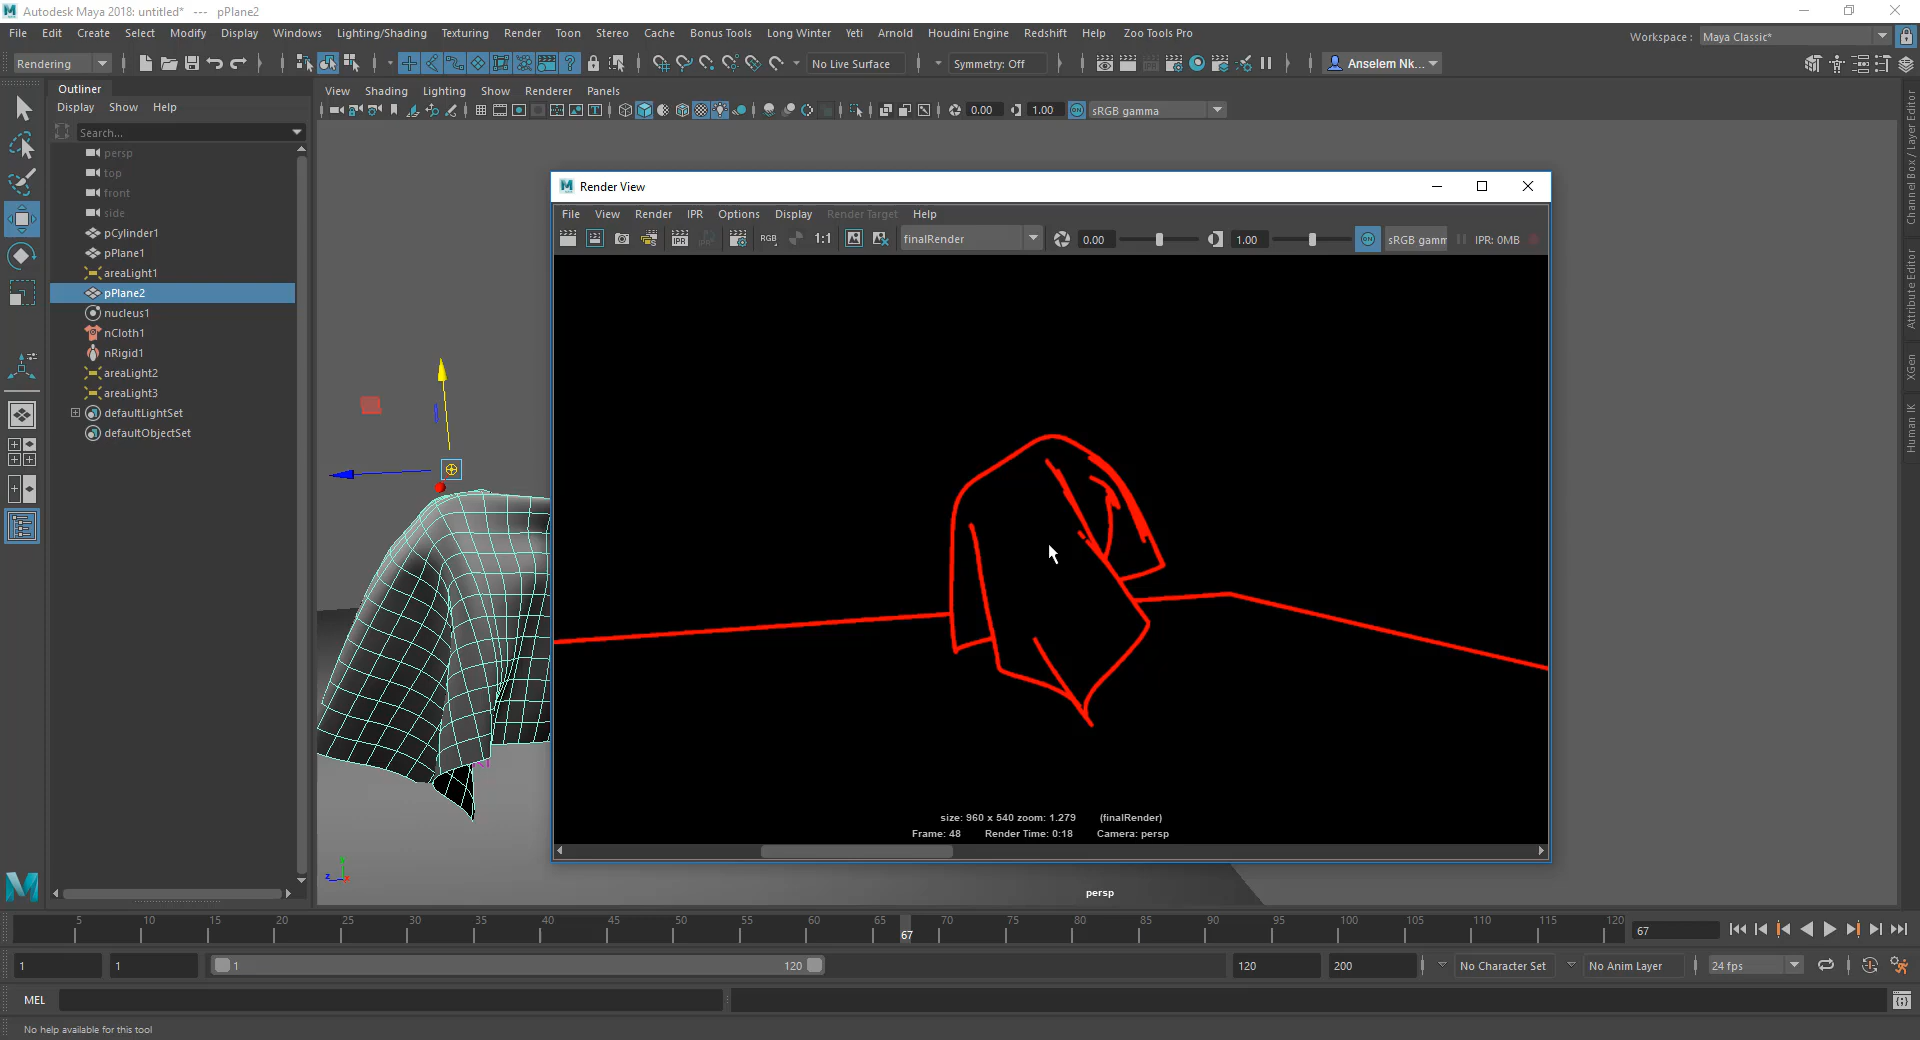 Autodesk Maya 2018: untitled* --- pPlane2
File Edit Create Select Modify Display Windows Lighting/Shading Texturing Render Toon Stereo Cache Bonus Tools Long Winter Yeti Arnold Houdini Engine Redshift Help Zoo Tools Pro
Workspace : Maya Classic*
Rendering No Live Surface Symmetry: Off Anselem Nk...
Outliner
Display Show Help
Search...
persp
top
front
side
pCylinder1
pPlane1
areaLight1
pPlane2
nucleus1
nCloth1
nRigid1
areaLight2
areaLight3
defaultLightSet
defaultObjectSet
View Shading Lighting Show Renderer Panels
0.00 1.00 ON sRGB gamma
Render View
File View Render IPR Options Display Render Target Help
IPR RGB 1:1 finalRender 0.00 1.00 ON sRGB gamm IPR: 0MB
size: 960 x 540 zoom: 1.279 (finalRender)
Frame: 48 Render Time: 0:18 Camera: persp
persp
Channel Box / Layer Editor
Attribute Editor
XGen
Human IK
5 10 15 20 25 30 35 40 45 50 55 60 65 70 75 80 85 90 95 100 105 110 115 120
67
67
1 1 1 120 120 200 No Character Set No Anim Layer 24 fps
MEL
No help available for this tool